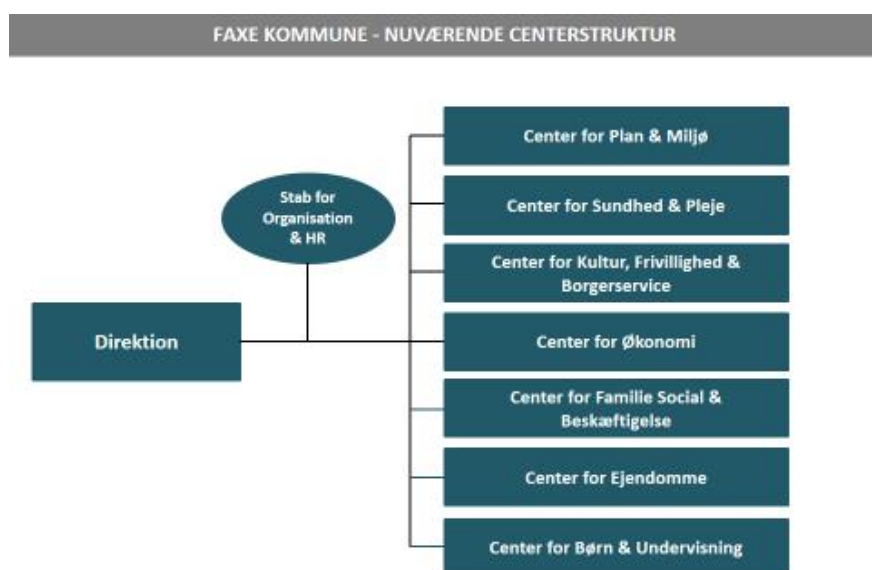 FAXE KOMMUNE - NUVÆRENDE CENTERSTRUKTUR
Center for Plan & Miljø
Stab for
Organisation
& HR
Center for Sundhed & Pleje
Center for Kultur, Frivillighed &
Borgerservice
Direktion
Center for Økonomi
Center for Familie Social &
Beskæftigelse
Center for Ejendomme
Center for Børn & Undervisning